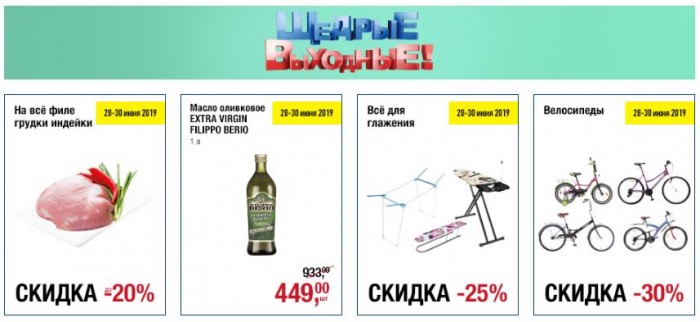 ЩЕДРЫЕ
ВЫХОДНЫЕ!
На всё филе
грудки индейки
28-30 июня 2019
СКИДКА до -20%
Масло оливковое
EXTRA VIRGIN
FILIPPO BERIO
1 л
28-30 июня 2019
933,00
449,00
шт
Всё для
глажения
28-30 июня 2019
СКИДКА -25%
Велосипеды
28-30 июня 2019
СКИДКА -30%